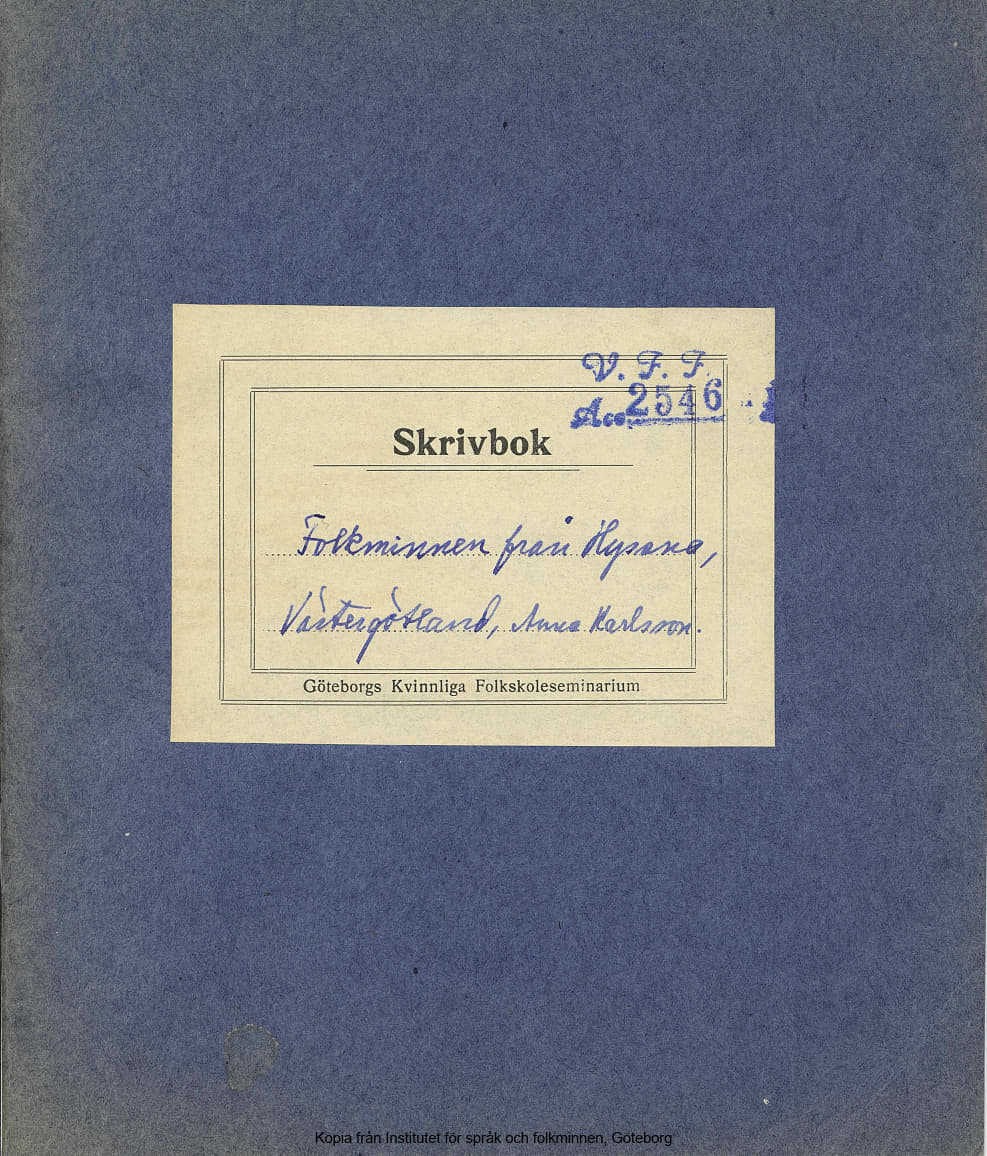 V. F. F.
Acc. 2546
Skrivbok
Folkminnen från Hyssna,
Västergötland, Anna Karlsson.
Göteborgs Kvinnliga Folkskoleseminarium
Kopia från Institutet för språk och folkminnen, Göteborg